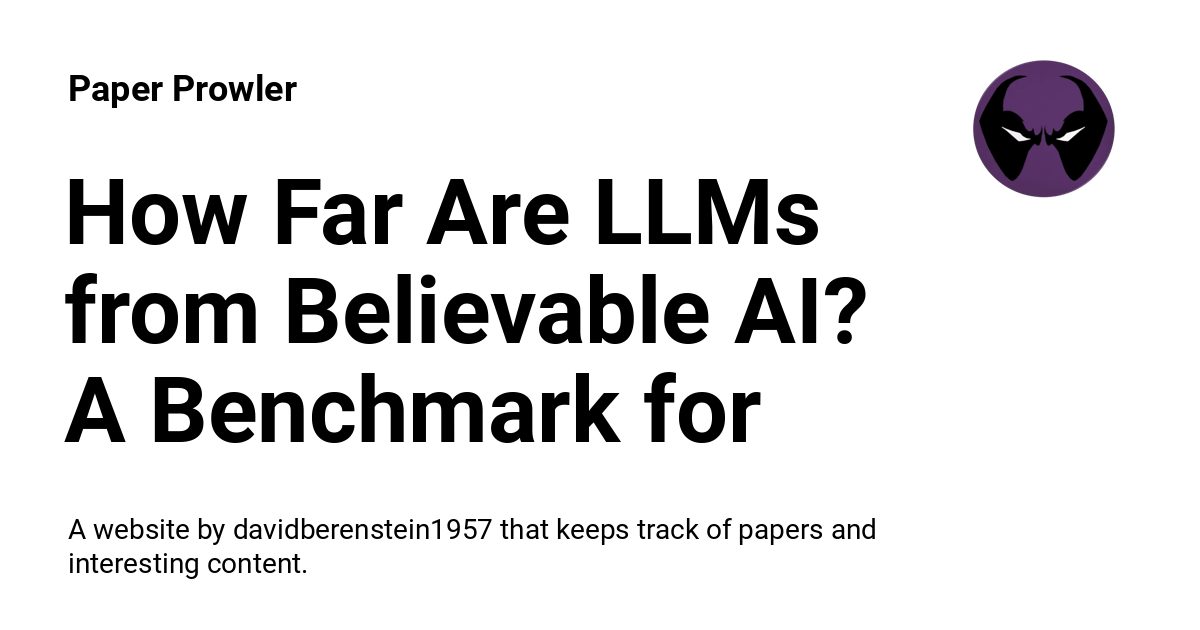 Paper Prowler
How Far Are LLMs
from Believable AI?
A Benchmark for
A website by davidberenstein1957 that keeps track of papers and
interesting content.